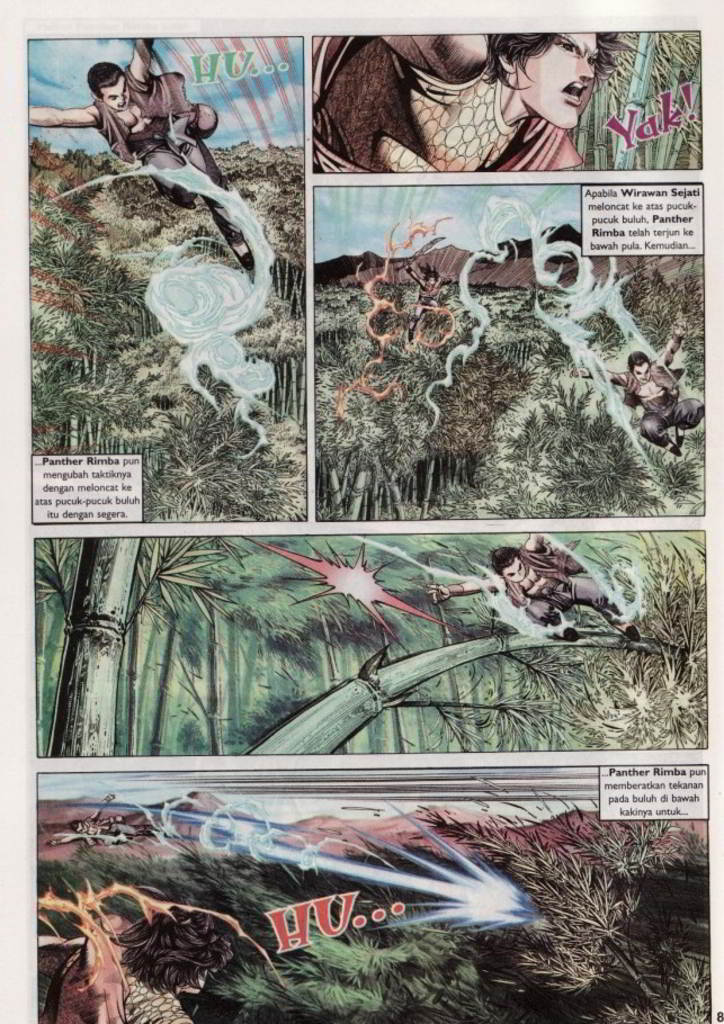 HU...
...Panther Rimba pun
mengubah taktiknya
dengan meloncat ke
atas pucuk-pucuk buluh
itu dengan segera.
Yak!
Apabila Wirawan Sejati
meloncat ke atas pucuk-
pucuk buluh, Panther
Rimba telah terjun ke
bawah pula. Kemudian...
...Panther Rimba pun
memberatkan tekanan
pada buluh di bawah
kakinya untuk...
HU...
8